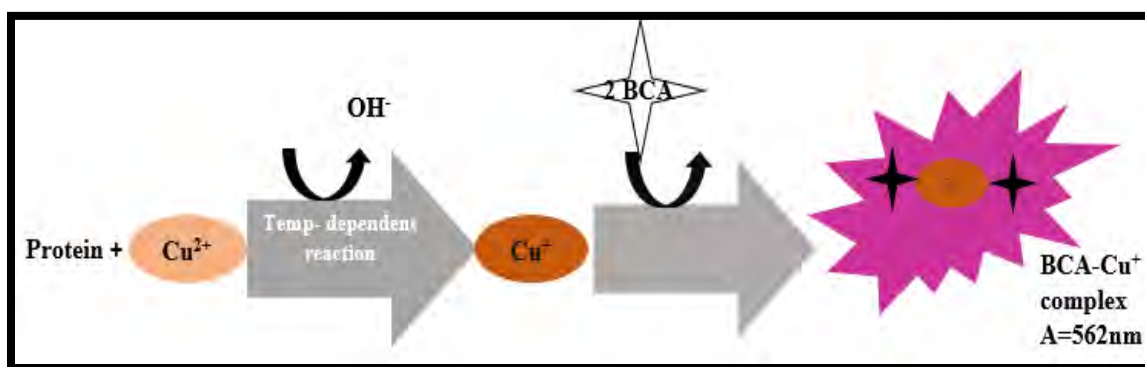 OH⁻
2 BCA
Temp- dependent
reaction
Protein +
Cu²⁺
Cu⁺
BCA-Cu⁺
complex
A=562nm